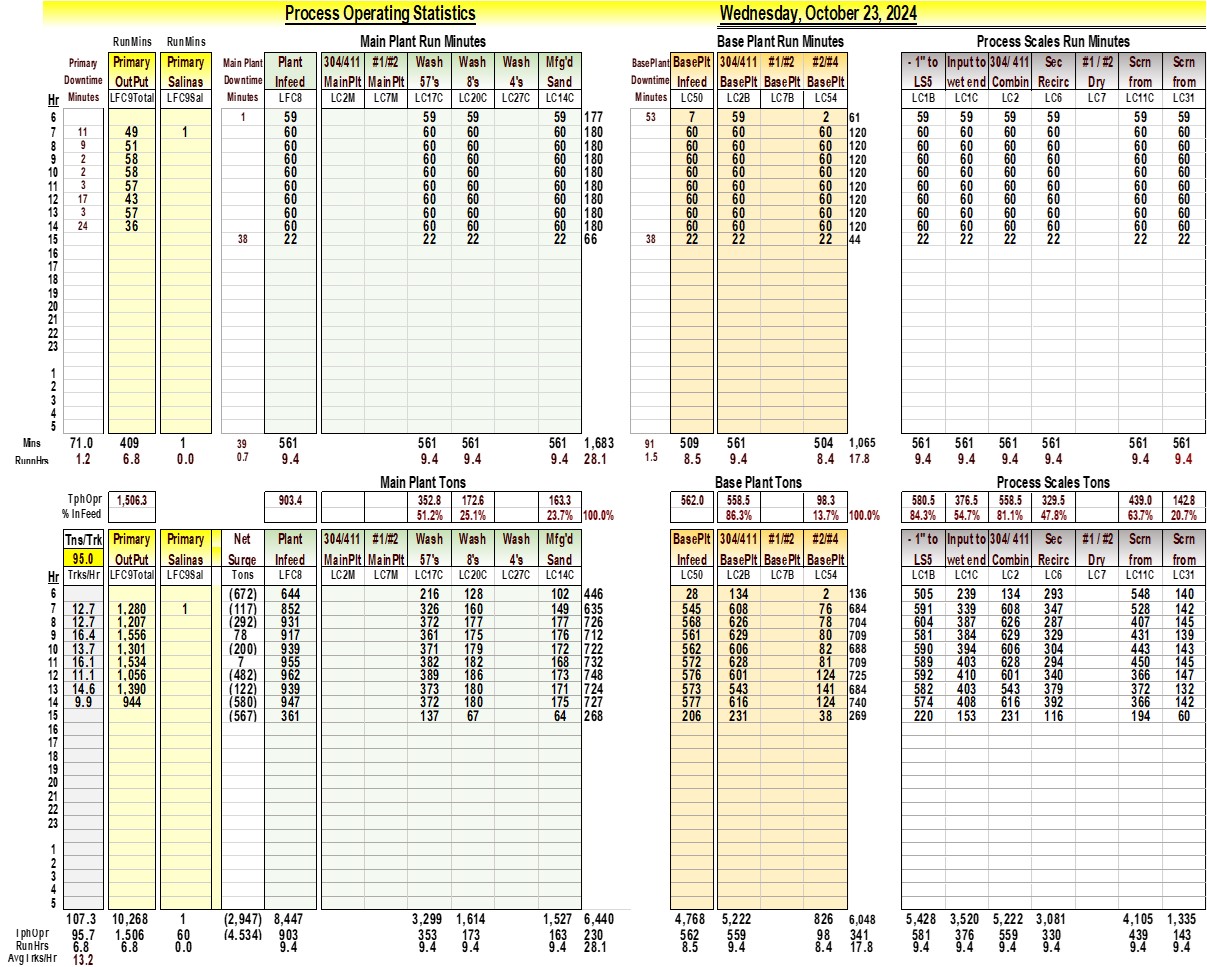 Process Operating Statistics Wednesday, October 23, 2024
RunMins RunMins Main Plant Run Minutes Base Plant Run Minutes Process Scales Run Minutes
Primary Primary Primary Main Plant Plant 304/411 #1/#2 Wash Wash Wash Mfg'd BasePlant BasePlt 304/411 #1/#2 #2/#4 - 1" to Input to 304/ 411 Sec #1 / #2 Scrn Scrn
Downtime OutPut Salinas Downtime Infeed MainPlt MainPlt 57's 8's 4's Sand Downtime Infeed BasePlt BasePlt BasePlt LS5 wet end Combin Recirc Dry from from
Hr Minutes LFC9Total LFC9Sal Minutes LFC8 LC2M LC7M LC17C LC20C LC27C LC14C Minutes LC50 LC2B LC7B LC54 LC1B LC1C LC2 LC6 LC7 LC11C LC31
6 1 59 59 59 59 177 53 7 59 2 61 59 59 59 59 59 59
7 11 49 1 60 60 60 60 180 60 60 60 120 60 60 60 60 60 60
8 9 51 60 60 60 60 180 60 60 60 120 60 60 60 60 60 60
9 2 58 60 60 60 60 180 60 60 60 120 60 60 60 60 60 60
10 2 58 60 60 60 60 180 60 60 60 120 60 60 60 60 60 60
11 3 57 60 60 60 60 180 60 60 60 120 60 60 60 60 60 60
12 17 43 60 60 60 60 180 60 60 60 120 60 60 60 60 60 60
13 3 57 60 60 60 60 180 60 60 60 120 60 60 60 60 60 60
14 24 36 60 60 60 60 180 60 60 60 120 60 60 60 60 60 60
15 38 22 22 22 22 66 38 22 22 22 44 22 22 22 22 22 22
16
17
18
19
20
21
22
23
1
2
3
4
5
Mins 71.0 409 1 39 561 561 561 561 1,683 91 509 561 504 1,065 561 561 561 561 561 561
RunnHrs 1.2 6.8 0.0 0.7 9.4 9.4 9.4 9.4 28.1 1.5 8.5 9.4 8.4 17.8 9.4 9.4 9.4 9.4 9.4 9.4
Main Plant Tons Base Plant Tons Process Scales Tons
TphOpr 1,506.3 903.4 352.8 172.6 163.3 562.0 558.5 98.3 580.5 376.5 558.5 329.5 439.0 142.8
% InFeed 51.2% 25.1% 23.7% 100.0% 86.3% 13.7% 100.0% 84.3% 54.7% 81.1% 47.8% 63.7% 20.7%
Tns/Trk Primary Primary Net Plant 304/411 #1/#2 Wash Wash Wash Mfg'd BasePlt 304/411 #1/#2 #2/#4 - 1" to Input to 304/ 411 Sec #1 / #2 Scrn Scrn
95.0 OutPut Salinas Surge Infeed MainPlt MainPlt 57's 8's 4's Sand Infeed BasePlt BasePlt BasePlt LS5 wet end Combin Recirc Dry from from
Hr Trks/Hr LFC9Total LFC9Sal Tons LFC8 LC2M LC7M LC17C LC20C LC27C LC14C LC50 LC2B LC7B LC54 LC1B LC1C LC2 LC6 LC7 LC11C LC31
6 (672) 644 216 128 102 446 28 134 2 136 505 239 134 293 548 140
7 12.7 1,280 1 (117) 852 326 160 149 635 545 608 76 684 591 339 608 347 528 142
8 12.7 1,207 (292) 931 372 177 177 726 568 626 78 704 604 387 626 287 407 145
9 16.4 1,556 78 917 361 175 176 712 561 629 80 709 581 384 629 329 431 139
10 13.7 1,301 (200) 939 371 179 172 722 562 606 82 688 590 394 606 304 443 143
11 16.1 1,534 7 955 382 182 168 732 572 628 81 709 589 403 628 294 450 145
12 11.1 1,056 (482) 962 389 186 173 748 576 601 124 725 592 410 601 340 366 147
13 14.6 1,390 (122) 939 373 180 171 724 573 543 141 684 582 403 543 379 372 132
14 9.9 944 (580) 947 372 180 175 727 577 616 124 740 574 408 616 392 366 142
15 (567) 361 137 67 64 268 206 231 38 269 220 153 231 116 194 60
16
17
18
19
20
21
22
23
1
2
3
4
5
107.3 10,268 1 (2,947) 8,447 3,299 1,614 1,527 6,440 4,768 5,222 826 6,048 5,428 3,520 5,222 3,081 4,105 1,335
TphOpr 95.7 1,506 60 (4.534) 903 353 173 163 230 562 559 98 341 581 376 559 330 439 143
RunHrs 6.8 6.8 0.0 9.4 9.4 9.4 9.4 28.1 8.5 9.4 8.4 17.8 9.4 9.4 9.4 9.4 9.4 9.4
AvgTrks/Hr 13.2